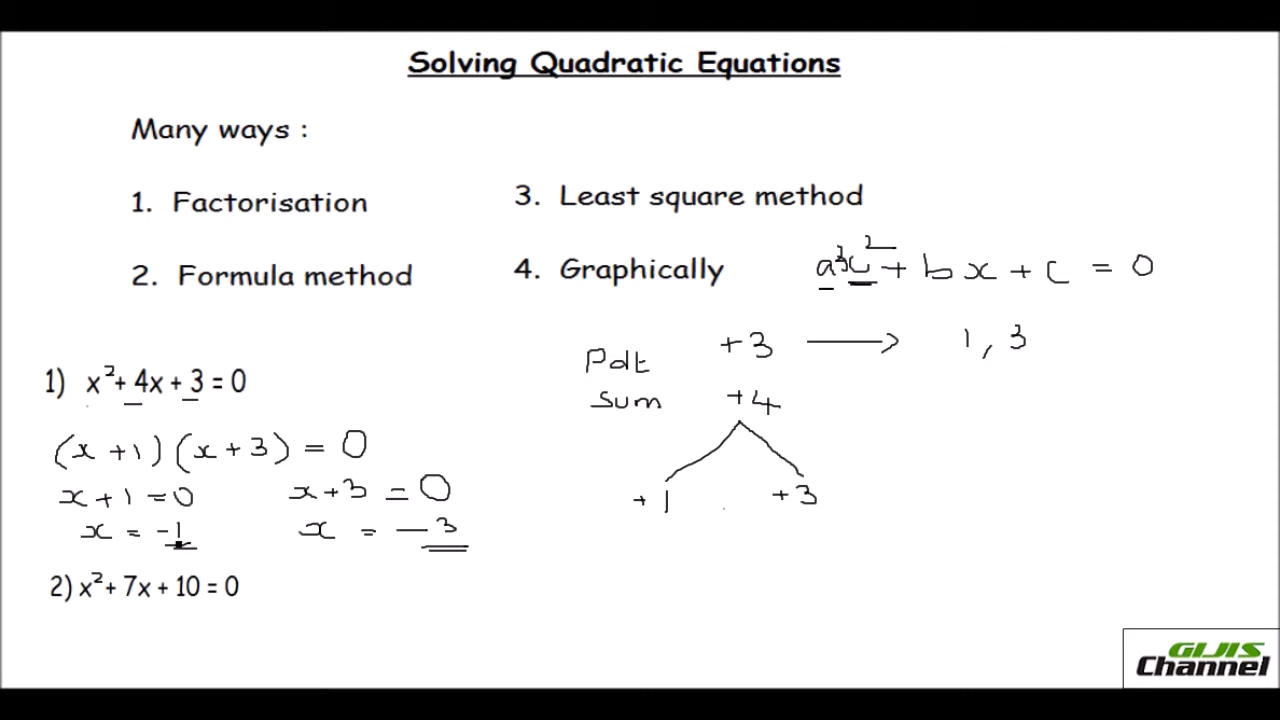 Solving Quadratic Equations
Many ways :
1. Factorisation
3. Least square method
2. Formula method
4. Graphically
ax² + bx + c = 0
1) x² + 4x + 3 = 0
(x + 1) (x + 3) = 0
x + 1 = 0 x + 3 = 0
x = -1 x = -3
Pdt +3 → 1, 3
Sum +4
+1 +3
2) x² + 7x + 10 = 0
GIJIS
Channel